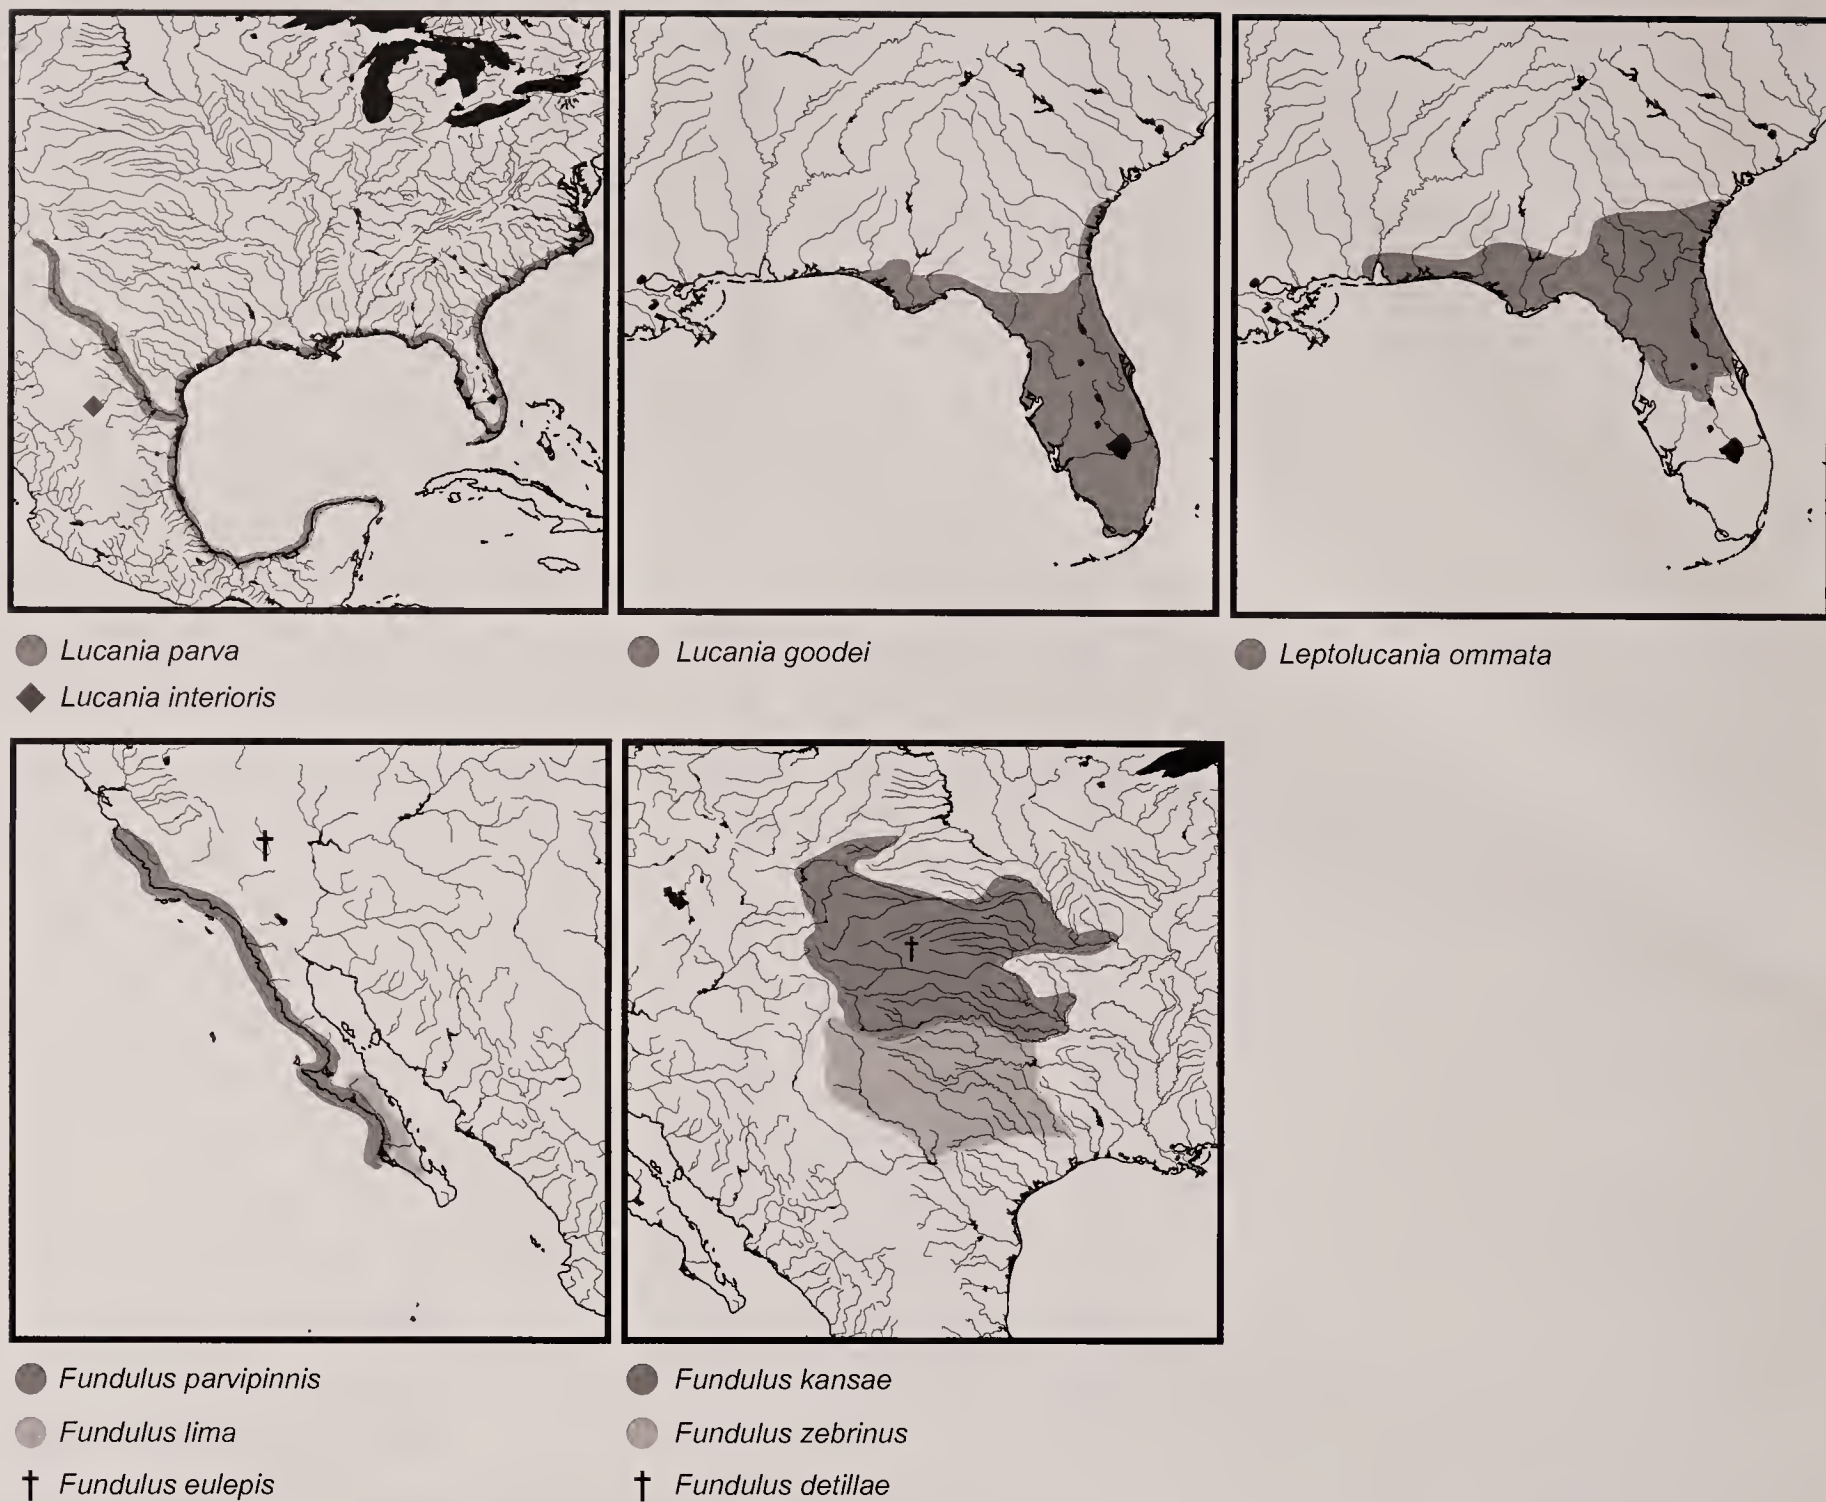 Lucania parva
Lucania interioris
Lucania goodei
Leptolucania ommata
Fundulus parvipinnis
Fundulus lima
† Fundulus eulepis
Fundulus kansae
Fundulus zebrinus
† Fundulus detillae